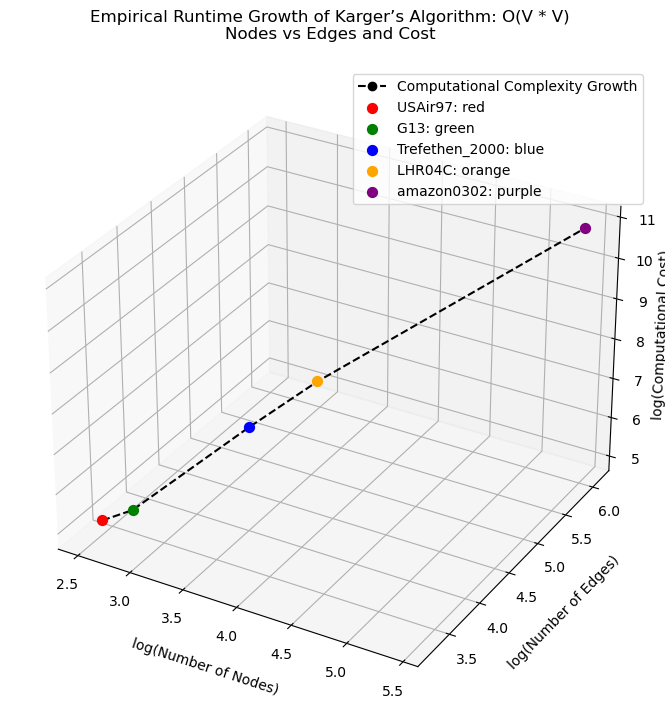 Empirical Runtime Growth of Karger’s Algorithm: O(V * V)
Nodes vs Edges and Cost
Computational Complexity Growth
USAir97: red
G13: green
Trefethen_2000: blue
LHR04C: orange
amazon0302: purple
11
10
9
8
7
6
5
log(Computational Cost)
6.0
5.5
5.0
4.5
4.0
3.5
log(Number of Edges)
2.5
3.0
3.5
4.0
4.5
5.0
5.5
log(Number of Nodes)